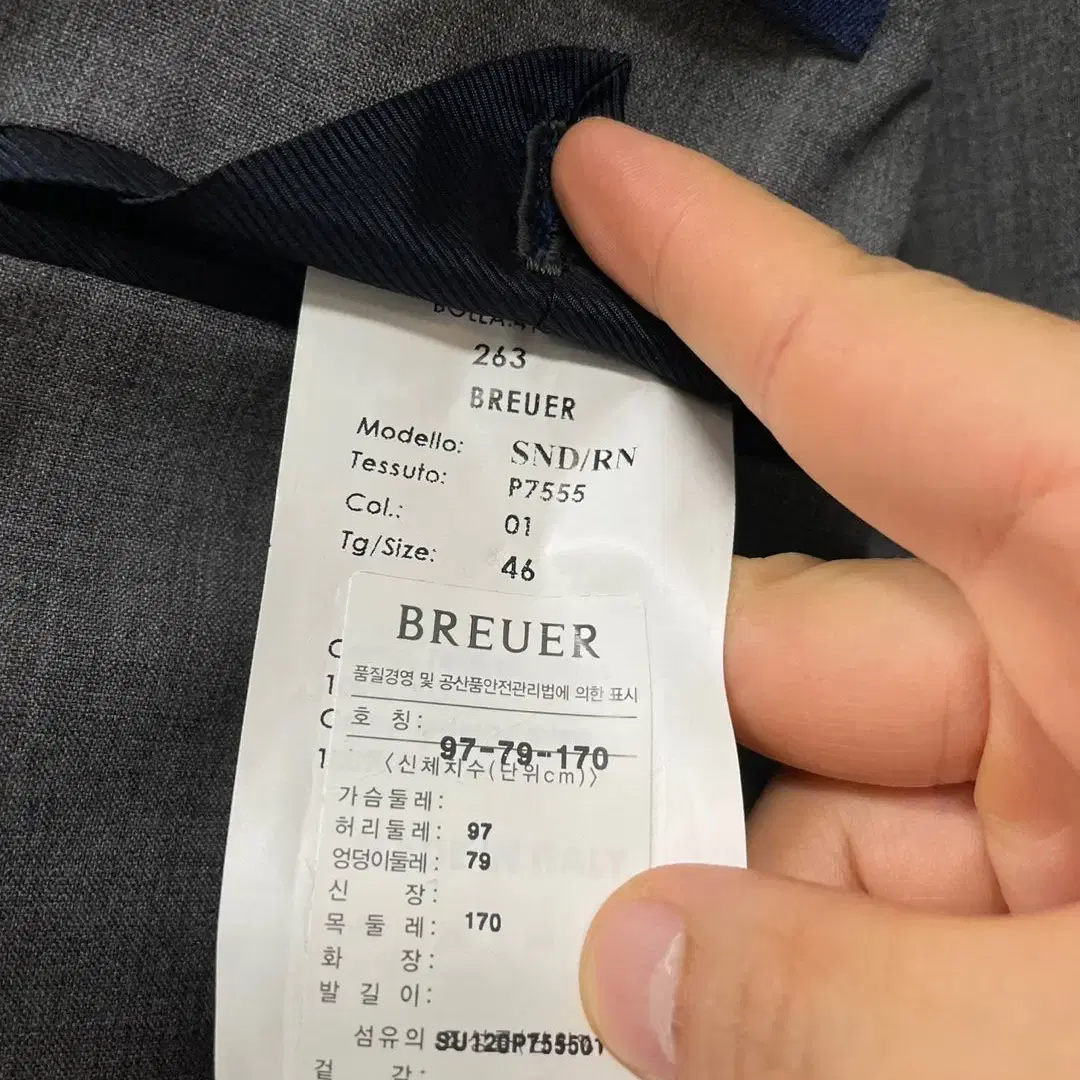 263
BREUER
Modello: SND/RN
Tessuto: P7555
Col.: 01
Tg/Size: 46
BREUER
품질경영 및 공산품안전관리법에 의한 표시
호 칭:
97-79-170
〈신체치수(단위cm)〉
가슴둘레:
허리둘레: 97
엉덩이둘레: 79
신 장:
목 둘 레: 170
화 장:
발 길 이:
섬유의
SU120P755501
겉 감: